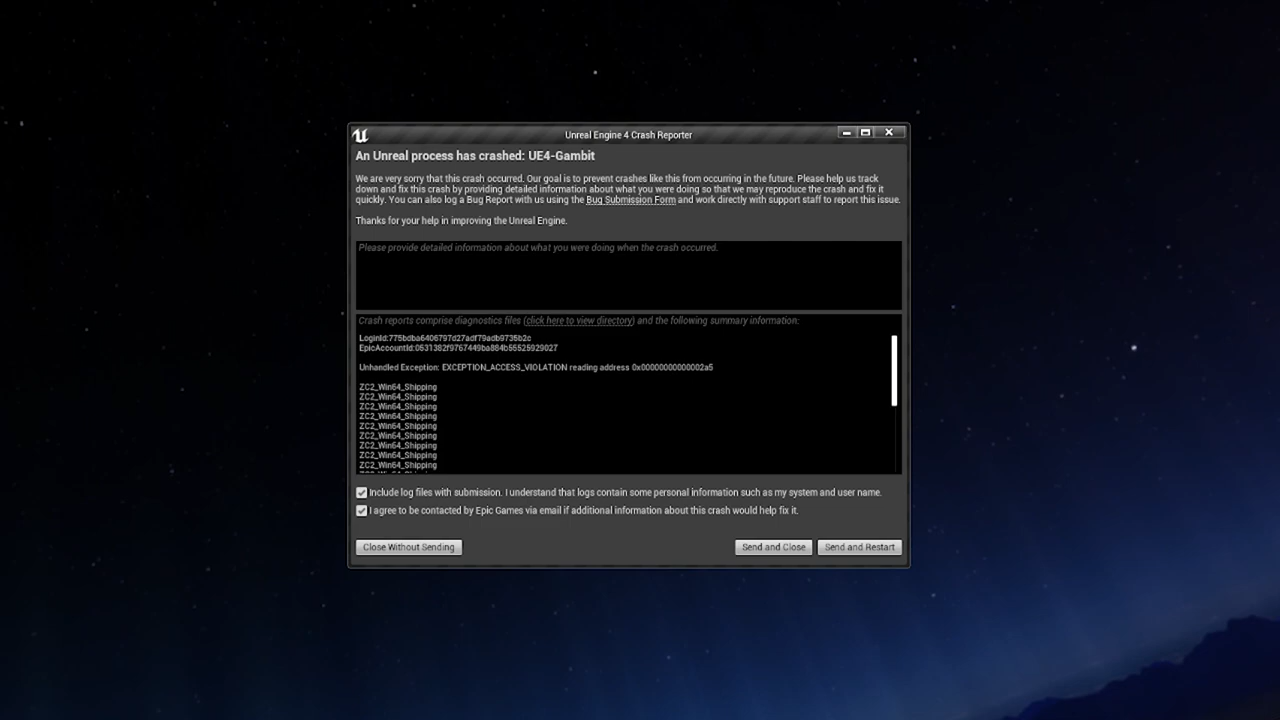 Unreal Engine 4 Crash Reporter
An Unreal process has crashed: UE4-Gambit
We are very sorry that this crash occurred. Our goal is to prevent crashes like this from occurring in the future. Please help us track
down and fix this crash by providing detailed information about what you were doing so that we may reproduce the crash and fix it
quickly. You can also log a Bug Report with us using the Bug Submission Form and work directly with support staff to report this issue.
Thanks for your help in improving the Unreal Engine.
Please provide detailed information about what you were doing when the crash occurred.
Crash reports comprise diagnostics files (click here to view directory) and the following summary information:
LoginId:775bdba6406797d27adf79adb9735b2c
EpicAccountId:0531382f9767449ba884b55525929027
Unhandled Exception: EXCEPTION_ACCESS_VIOLATION reading address 0x00000000000002a5
ZC2_Win64_Shipping
ZC2_Win64_Shipping
ZC2_Win64_Shipping
ZC2_Win64_Shipping
ZC2_Win64_Shipping
ZC2_Win64_Shipping
ZC2_Win64_Shipping
ZC2_Win64_Shipping
ZC2_Win64_Shipping
Include log files with submission. I understand that logs contain some personal information such as my system and user name.
I agree to be contacted by Epic Games via email if additional information about this crash would help fix it.
Close Without Sending
Send and Close
Send and Restart